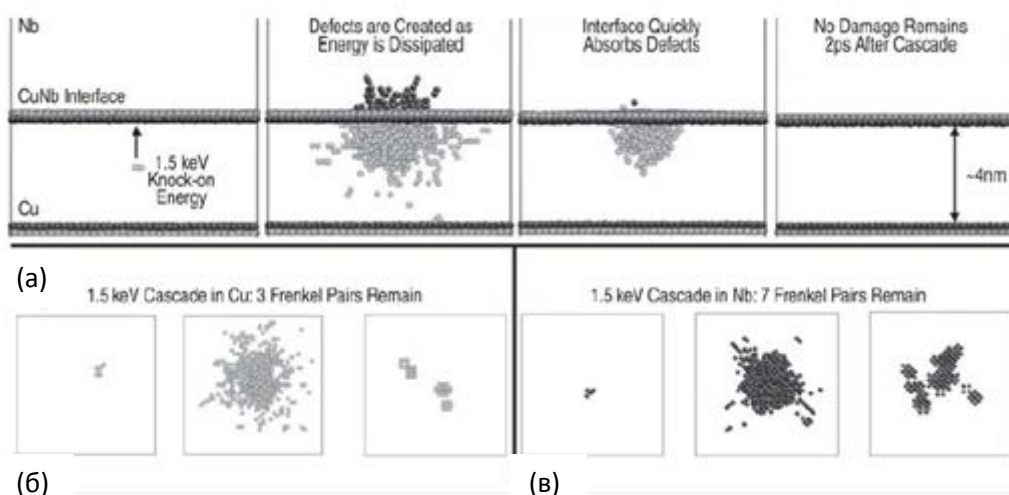 Nb
Defects are Created as
Energy is Dissipated
Interface Quickly
Absorbs Defects
No Damage Remains
2ps After Cascade
CuNb Interface
1.5 keV
Knock-on
Energy
Cu
~4nm
(а)
1.5 keV Cascade in Cu: 3 Frenkel Pairs Remain
1.5 keV Cascade in Nb: 7 Frenkel Pairs Remain
(б)
(в)